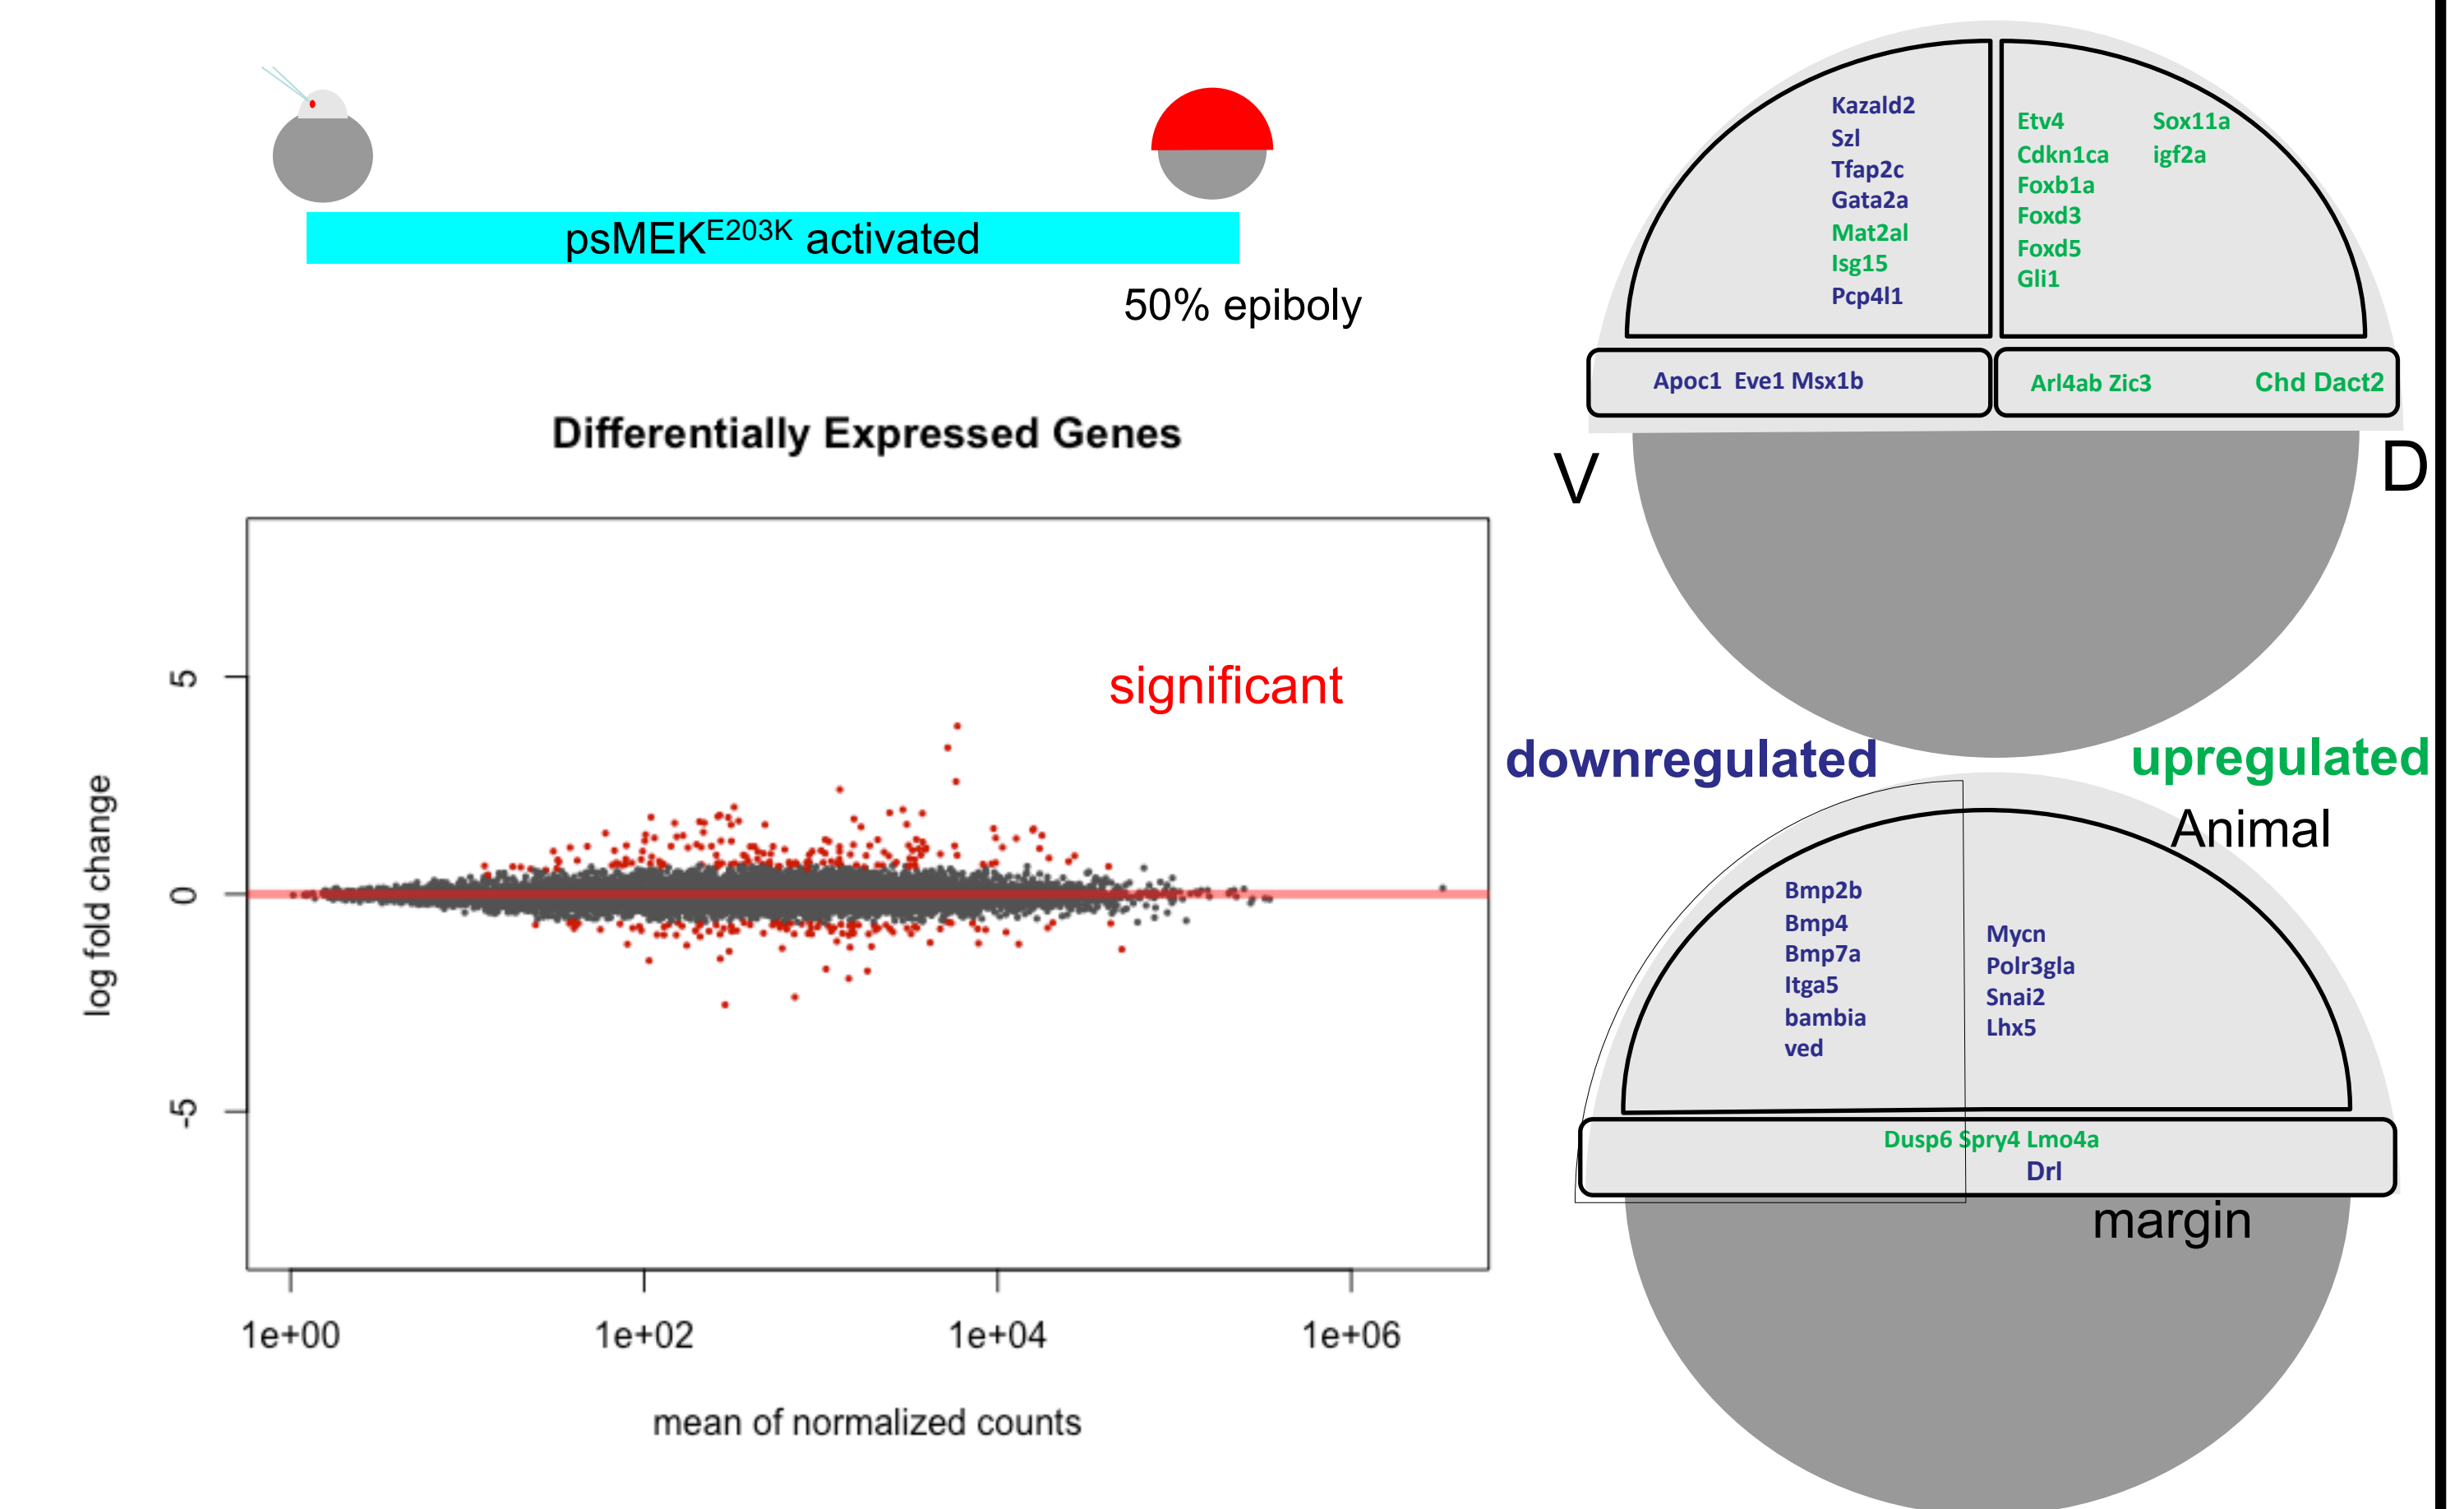 psMEKE203K activated
50% epiboly
Differentially Expressed Genes
significant
5
0
-5
log fold change
1e+00 1e+02 1e+04 1e+06
mean of normalized counts
Kazald2
Szl
Tfap2c
Gata2a
Mat2al
Isg15
Pcp4l1
Etv4 Sox11a
Cdkn1ca igf2a
Foxb1a
Foxd3
Foxd5
Gli1
Apoc1 Eve1 Msx1b
Arl4ab Zic3 Chd Dact2
V D
downregulated upregulated
Animal
Bmp2b
Bmp4
Bmp7a
Itga5
bambia
ved
Mycn
Polr3gla
Snai2
Lhx5
Dusp6 Spry4 Lmo4a
Drl
margin